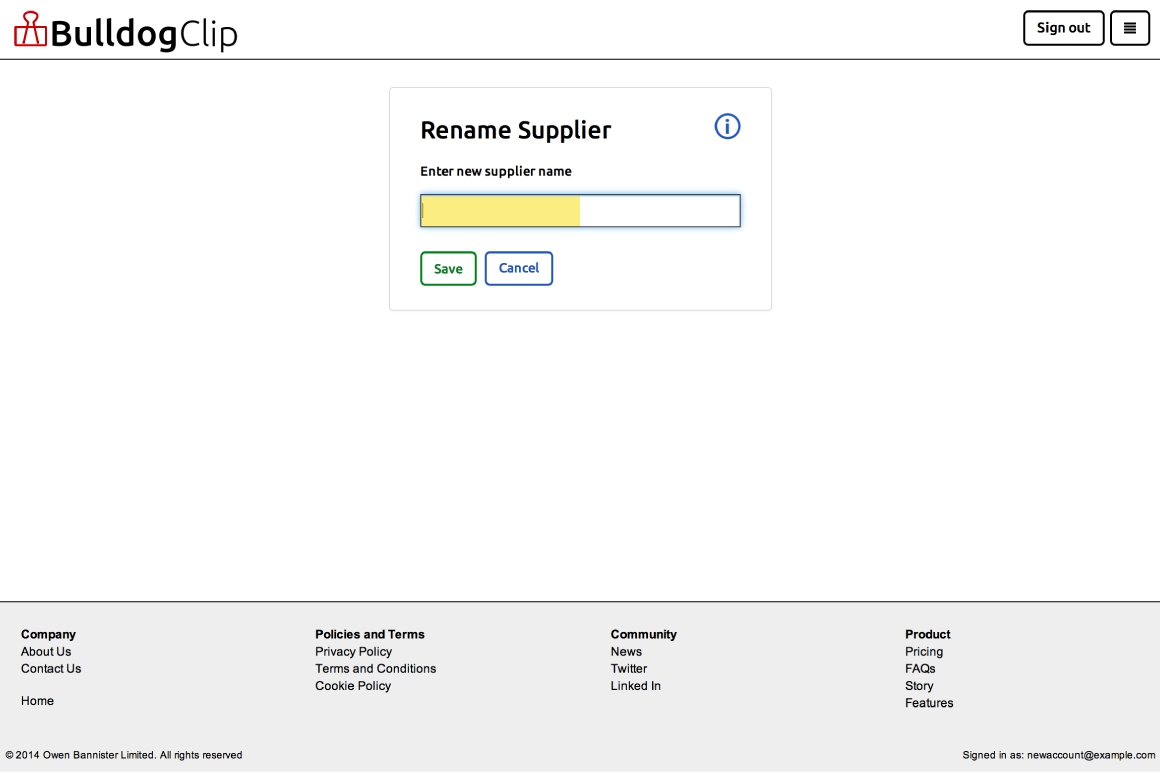 BulldogClip
Sign out
Rename Supplier
Enter new supplier name
Save
Cancel
Company
About Us
Contact Us
Home
Policies and Terms
Privacy Policy
Terms and Conditions
Cookie Policy
Community
News
Twitter
Linked In
Product
Pricing
FAQs
Story
Features
© 2014 Owen Bannister Limited. All rights reserved
Signed in as: newaccount@example.com